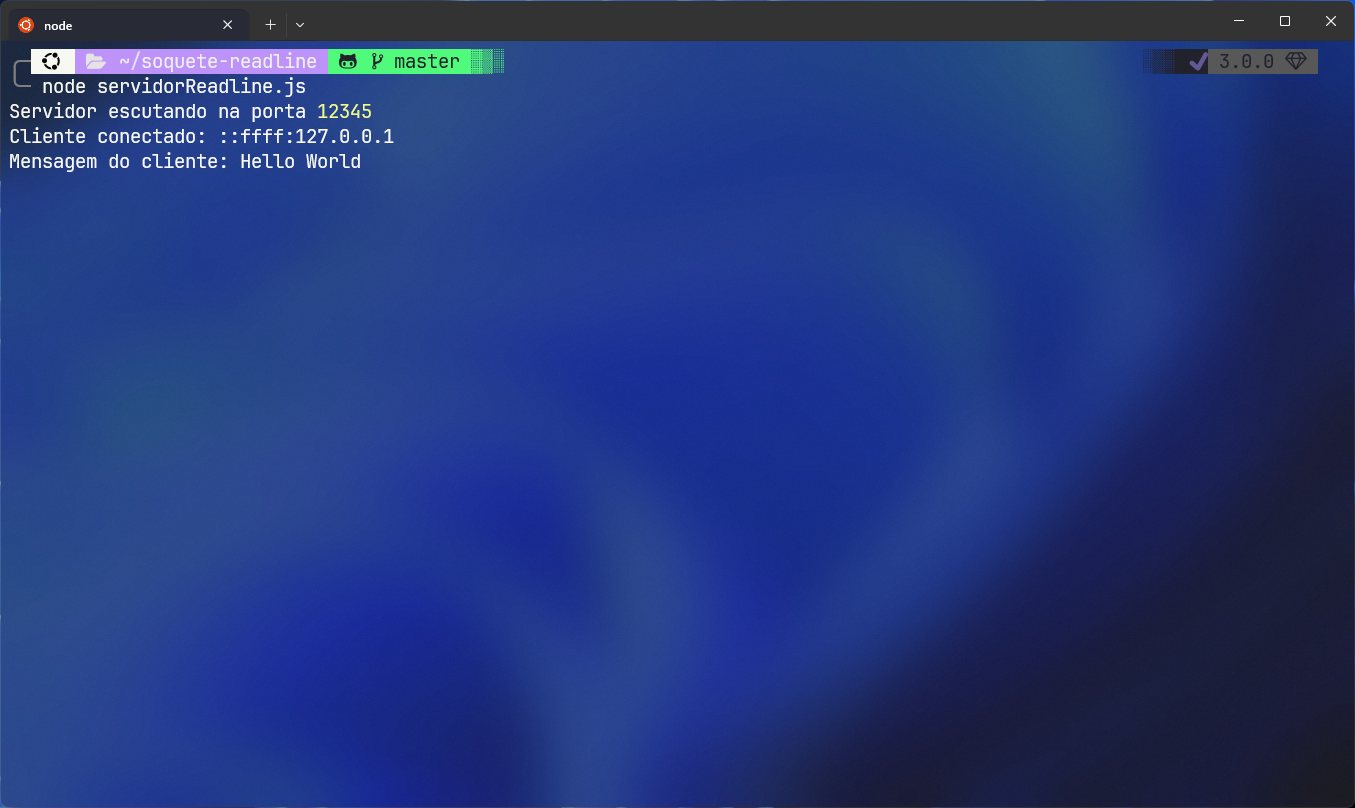 node
~/soquete-readline master 3.0.0
node servidorReadline.js
Servidor escutando na porta 12345
Cliente conectado: ::ffff:127.0.0.1
Mensagem do cliente: Hello World